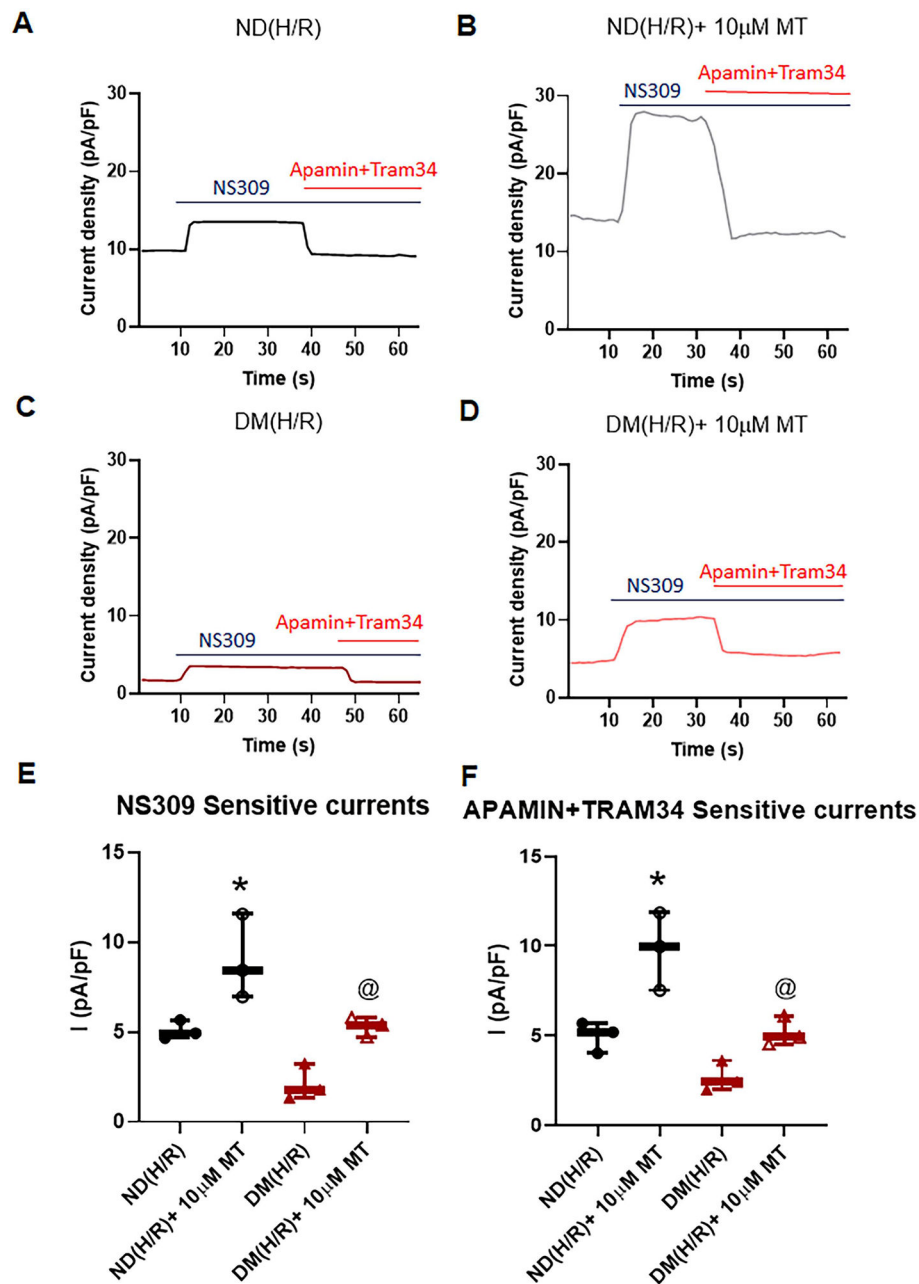 A
ND(H/R)
Current density (pA/pF)
30
20
10
0
NS309
Apamin+Tram34
10 20 30 40 50 60
Time (s)
B
ND(H/R)+ 10μM MT
Current density (pA/pF)
30
20
10
0
NS309
Apamin+Tram34
10 20 30 40 50 60
Time (s)
C
DM(H/R)
Current density (pA/pF)
30
20
10
0
NS309
Apamin+Tram34
10 20 30 40 50 60
Time (s)
D
DM(H/R)+ 10μM MT
Current density (pA/pF)
30
20
10
0
NS309
Apamin+Tram34
10 20 30 40 50 60
Time (s)
E
NS309 Sensitive currents
I (pA/pF)
15
10
5
0
*
@
ND(H/R)
ND(H/R)+ 10μM MT
DM(H/R)
DM(H/R)+ 10μM MT
F
APAMIN+TRAM34 Sensitive currents
I (pA/pF)
15
10
5
0
*
@
ND(H/R)
ND(H/R)+ 10μM MT
DM(H/R)
DM(H/R)+ 10μM MT